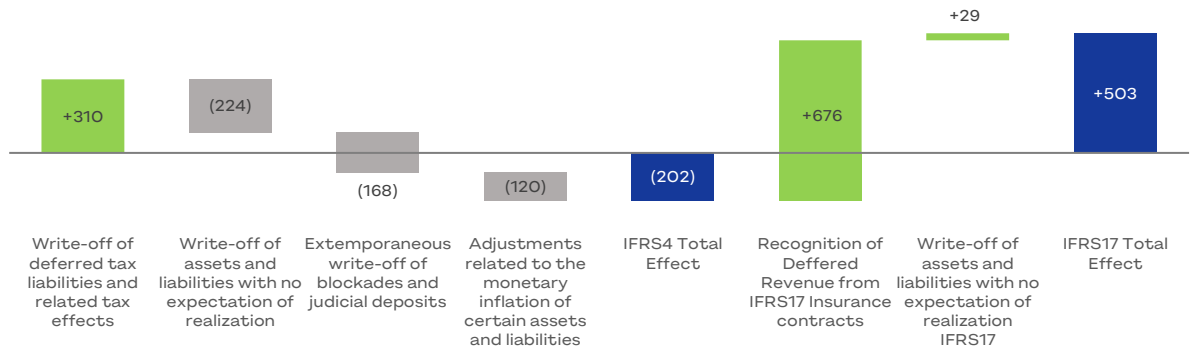 +310
(224)
(168)
(120)
(202)
+676
+29
+503
Write-off of
deferred tax
liabilities and
related tax
effects
Write-off of
assets and
liabilities with no
expectation of
realization
Extemporaneous
write-off of
blockades and
judicial deposits
Adjustments
related to the
monetary
inflation of
certain assets
and liabilities
IFRS4 Total
Effect
Recognition of
Deffered
Revenue from
IFRS17 Insurance
contracts
Write-off of
assets and
liabilities with no
expectation of
realization
IFRS17
IFRS17 Total
Effect